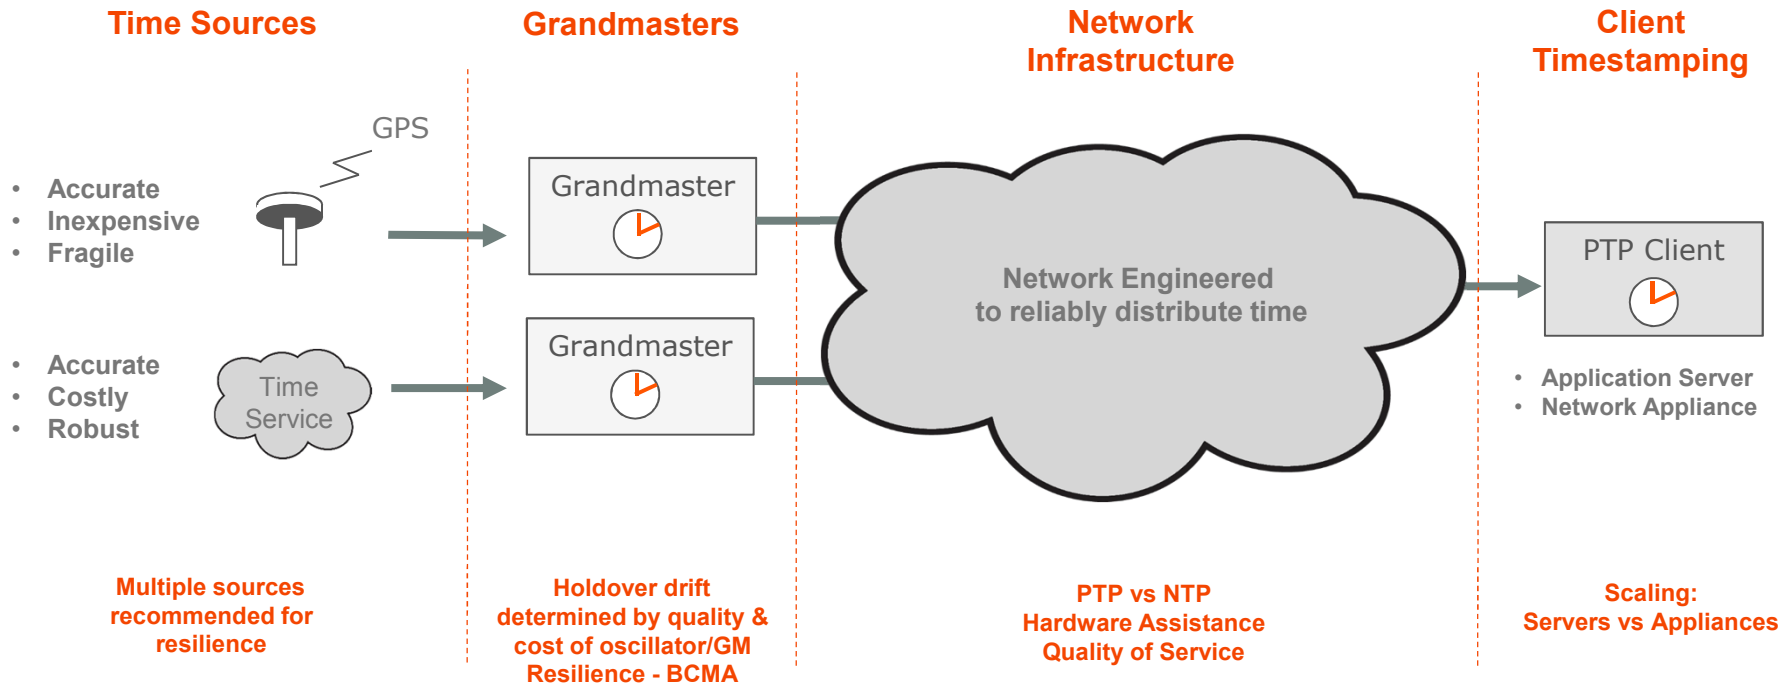 Time Sources
Grandmasters
Network
Infrastructure
Client
Timestamping
GPS
• Accurate
• Inexpensive
• Fragile
• Accurate
• Costly
• Robust
Time
Service
Grandmaster
Grandmaster
Network Engineered
to reliably distribute time
PTP Client
• Application Server
• Network Appliance
Multiple sources
recommended for
resilience
Holdover drift
determined by quality &
cost of oscillator/GM
Resilience - BCMA
PTP vs NTP
Hardware Assistance
Quality of Service
Scaling:
Servers vs Appliances